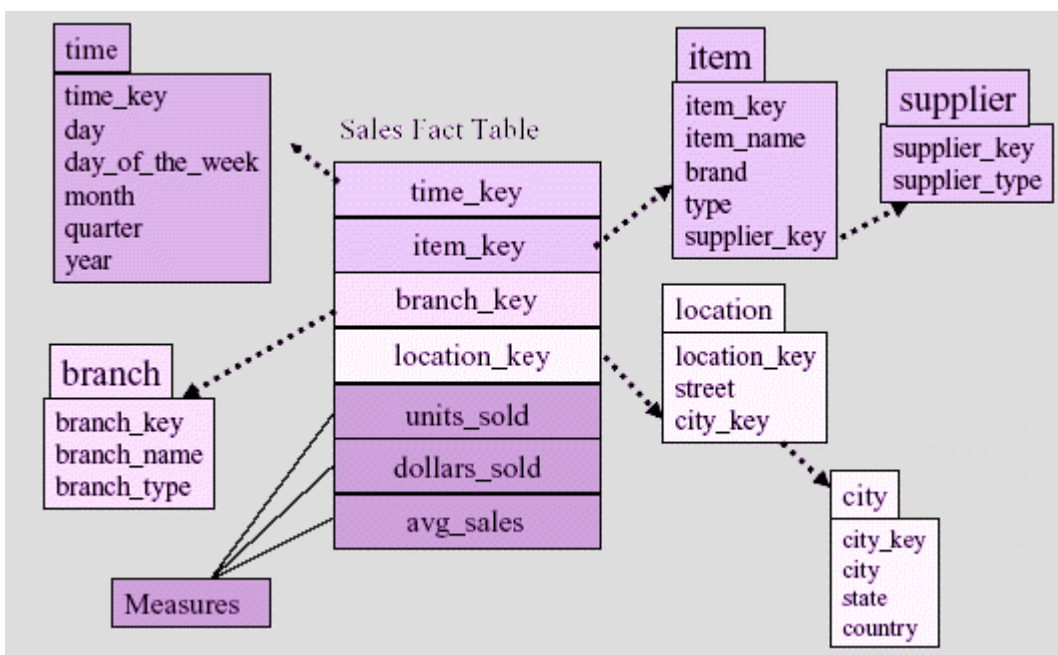 time
time_key
day
day_of_the_week
month
quarter
year
Sales Fact Table
time_key
item_key
branch_key
location_key
units_sold
dollars_sold
avg_sales
item
item_key
item_name
brand
type
supplier_key
supplier
supplier_key
supplier_type
branch
branch_key
branch_name
branch_type
location
location_key
street
city_key
city
city_key
city
state
country
Measures